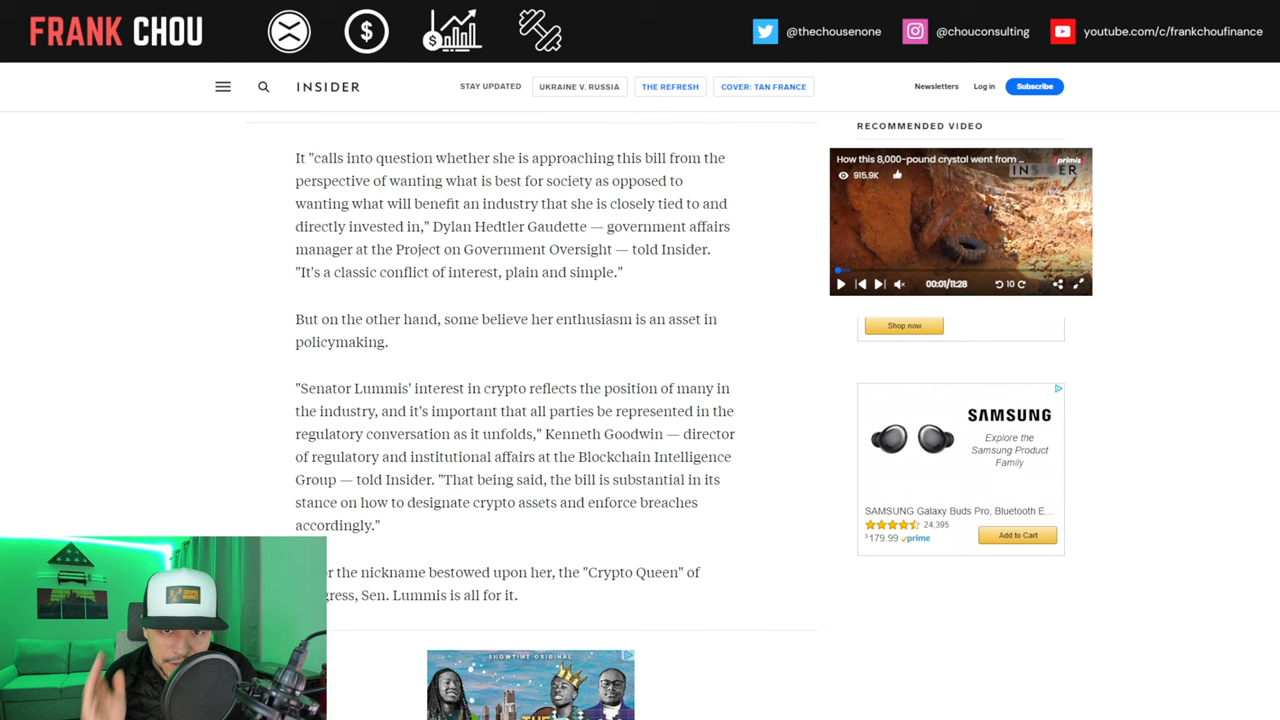 FRANK CHOU
@thechousenone
@chouconsulting
youtube.com/c/frankchoufinance
INSIDER
STAY UPDATED
UKRAINE V. RUSSIA
THE REFRESH
COVER: TAN FRANCE
Newsletters
Log in
Subscribe
It "calls into question whether she is approaching this bill from the
perspective of wanting what is best for society as opposed to
wanting what will benefit an industry that she is closely tied to and
directly invested in," Dylan Hedtler Gaudette — government affairs
manager at the Project on Government Oversight — told Insider.
"It's a classic conflict of interest, plain and simple."
But on the other hand, some believe her enthusiasm is an asset in
policymaking.
"Senator Lummis' interest in crypto reflects the position of many in
the industry, and it's important that all parties be represented in the
regulatory conversation as it unfolds," Kenneth Goodwin — director
of regulatory and institutional affairs at the Blockchain Intelligence
Group — told Insider. "That being said, the bill is substantial in its
stance on how to designate crypto assets and enforce breaches
accordingly."
the nickname bestowed upon her, the "Crypto Queen" of
gress, Sen. Lummis is all for it.
SHOWTIME ORIGINAL
THE
RECOMMENDED VIDEO
How this 8,000-pound crystal went from ...
primis
INSIDER
915.9K
00:01/11:28
10
Shop now
SAMSUNG
Explore the
Samsung Product
Family
SAMSUNG Galaxy Buds Pro, Bluetooth E...
24,395
$179.99 prime
Add to Cart